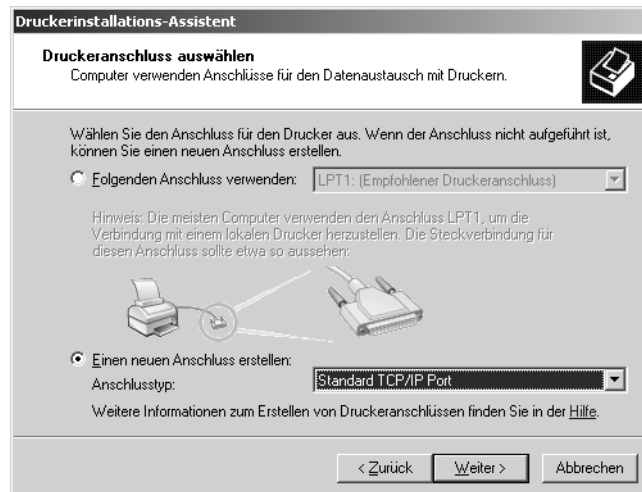 Druckerinstallations-Assistent
Druckeranschluss auswählen
Computer verwenden Anschlüsse für den Datenaustausch mit Druckern.
Wählen Sie den Anschluss für den Drucker aus. Wenn der Anschluss nicht aufgeführt ist,
können Sie einen neuen Anschluss erstellen.
Folgenden Anschluss verwenden: LPT1: (Empfohlener Druckeranschluss)
Hinweis: Die meisten Computer verwenden den Anschluss LPT1, um die
Verbindung mit einem lokalen Drucker herzustellen. Die Steckverbindung für
diesen Anschluss sollte etwa so aussehen:
Einen neuen Anschluss erstellen:
Anschlusstyp: Standard TCP/IP Port
Weitere Informationen zum Erstellen von Druckeranschlüssen finden Sie in der Hilfe.
< Zurück Weiter > Abbrechen